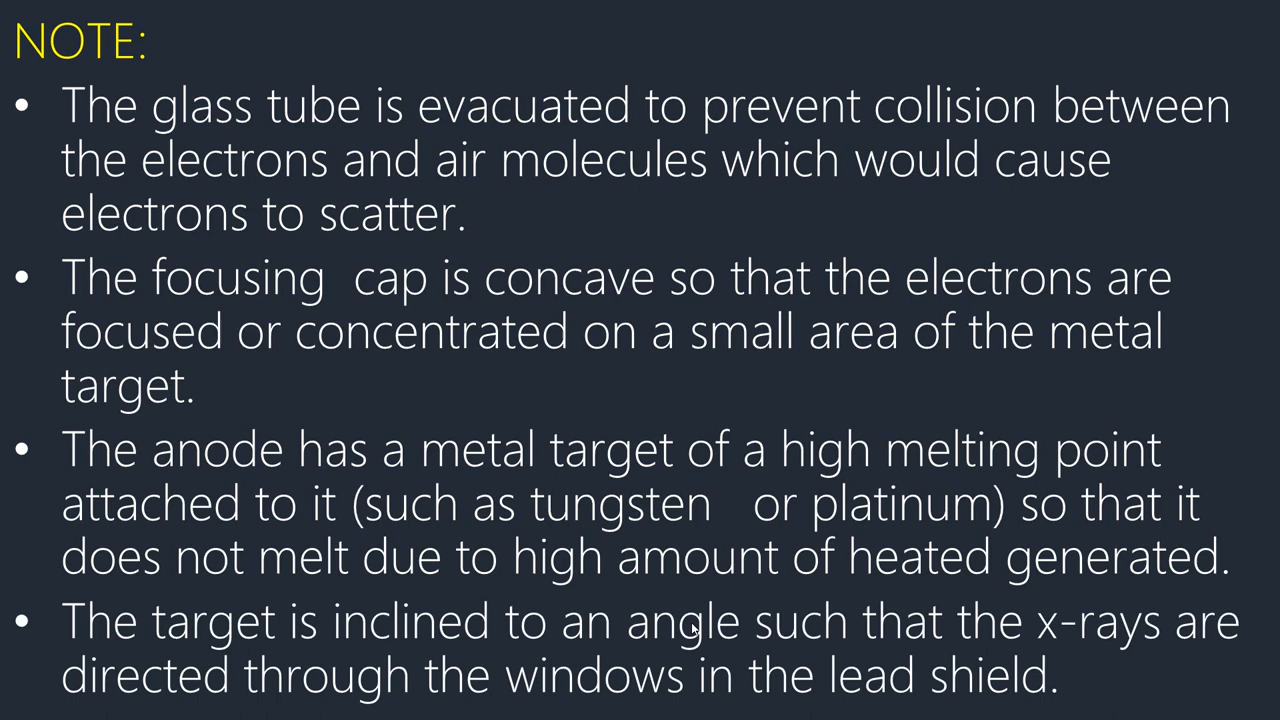 NOTE:
• The glass tube is evacuated to prevent collision between
the electrons and air molecules which would cause
electrons to scatter.
• The focusing  cap is concave so that the electrons are
focused or concentrated on a small area of the metal
target.
• The anode has a metal target of a high melting point
attached to it (such as tungsten   or platinum) so that it
does not melt due to high amount of heated generated.
• The target is inclined to an angle such that the x-rays are
directed through the windows in the lead shield.